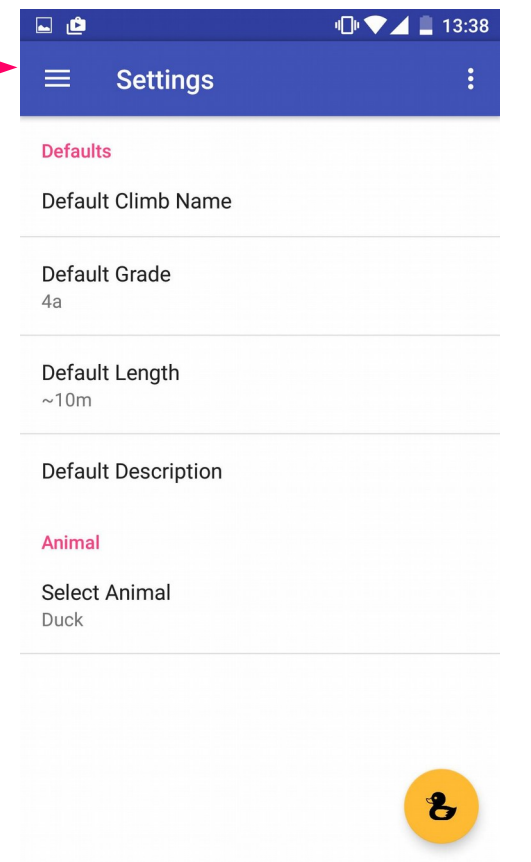 13:38
Settings
Defaults
Default Climb Name
Default Grade
4a
Default Length
~10m
Default Description
Animal
Select Animal
Duck